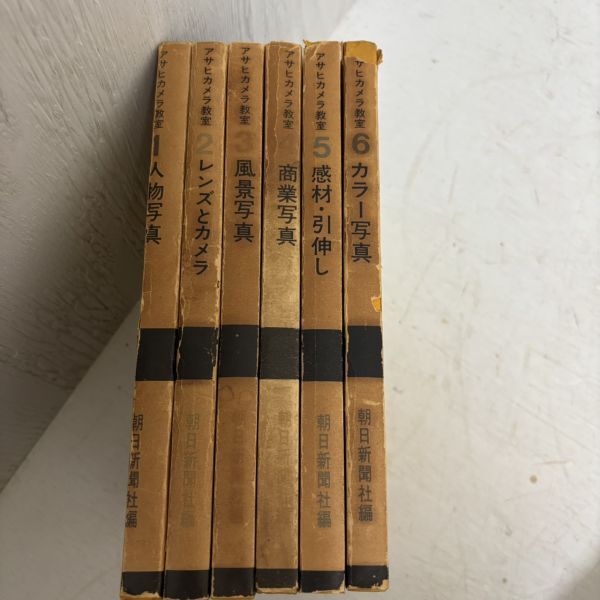 アサヒカメラ教室
1
人物写真
朝日新聞社編
アサヒカメラ教室
2
レンズとカメラ
朝日新聞社編
アサヒカメラ教室
3
風景写真
アサヒカメラ教室
商業写真
アサヒカメラ教室
5
感材・引伸し
朝日新聞社編
アサヒカメラ教室
6
カラー写真
朝日新聞社編